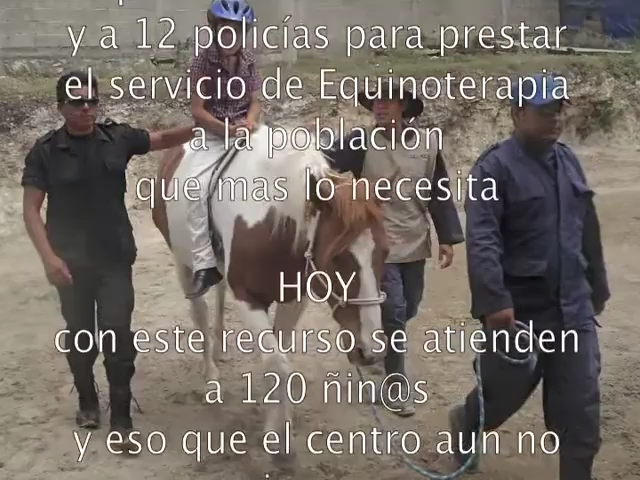 y a 12 policías para prestar
el servicio de Equinoterapia
a la población
que mas lo necesita
HOY
con este recurso se atienden
a 120 ñin@s
y eso que el centro aun no